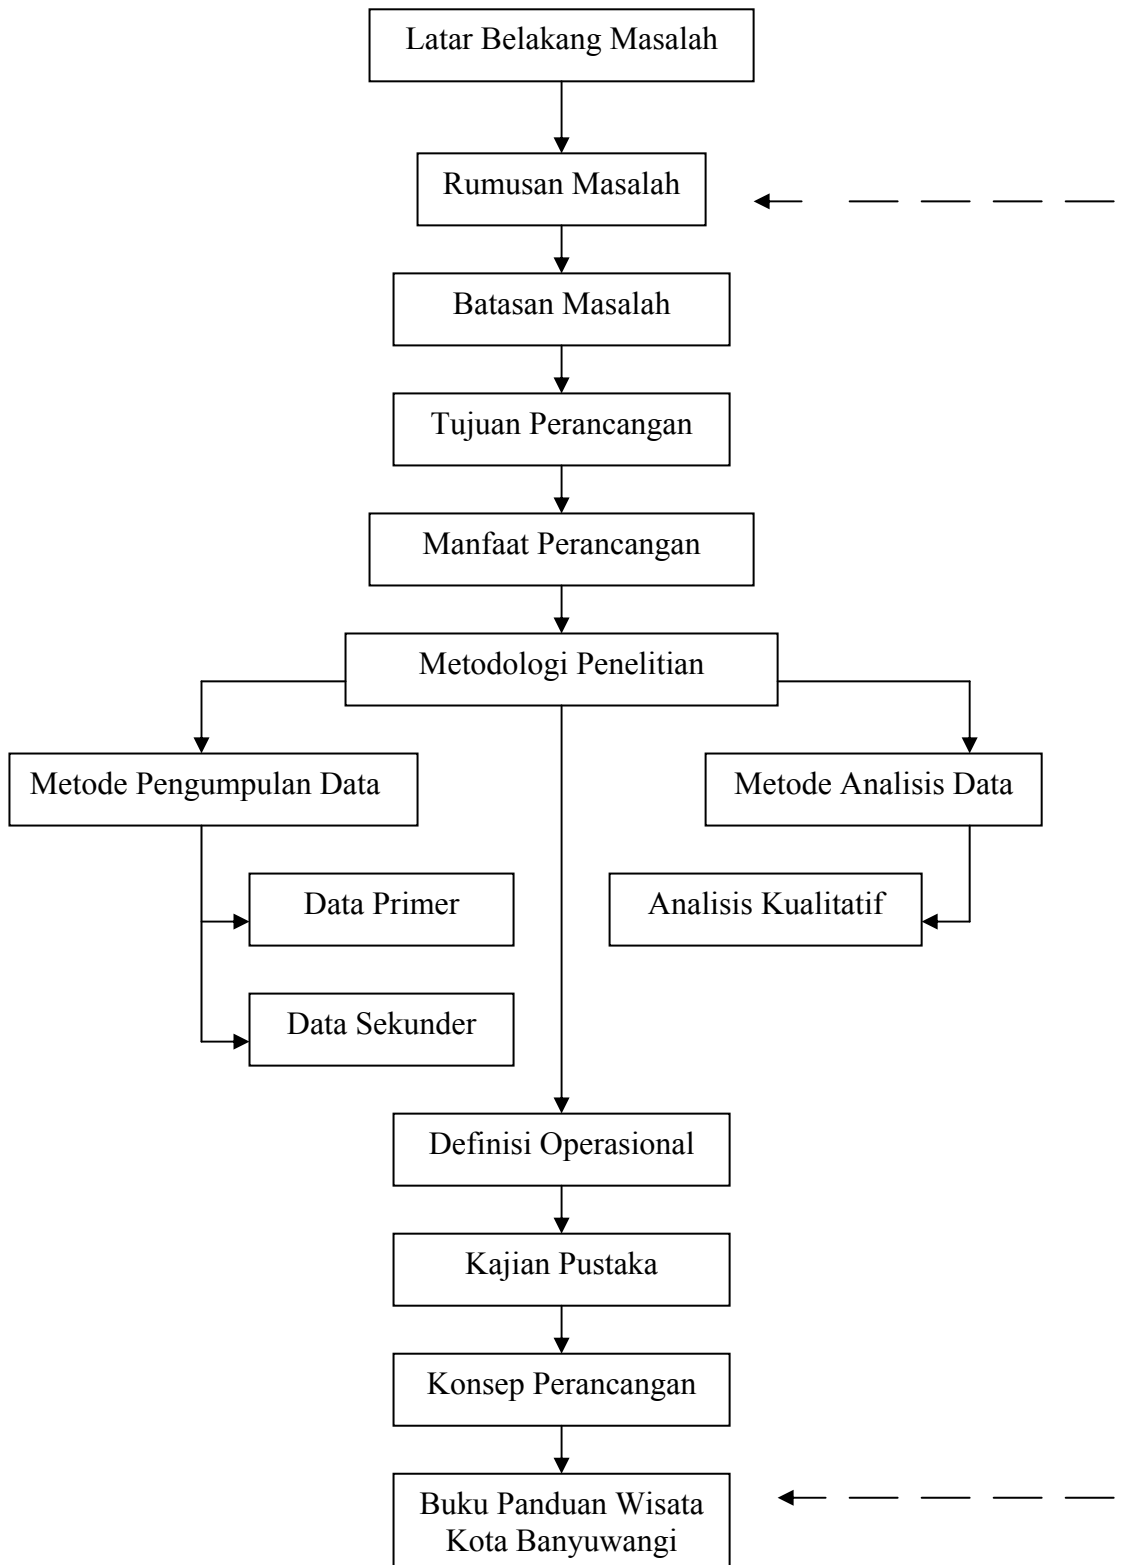 Latar Belakang Masalah
Rumusan Masalah
Batasan Masalah
Tujuan Perancangan
Manfaat Perancangan
Metodologi Penelitian
Metode Pengumpulan Data
Metode Analisis Data
Data Primer
Analisis Kualitatif
Data Sekunder
Definisi Operasional
Kajian Pustaka
Konsep Perancangan
Buku Panduan Wisata
Kota Banyuwangi